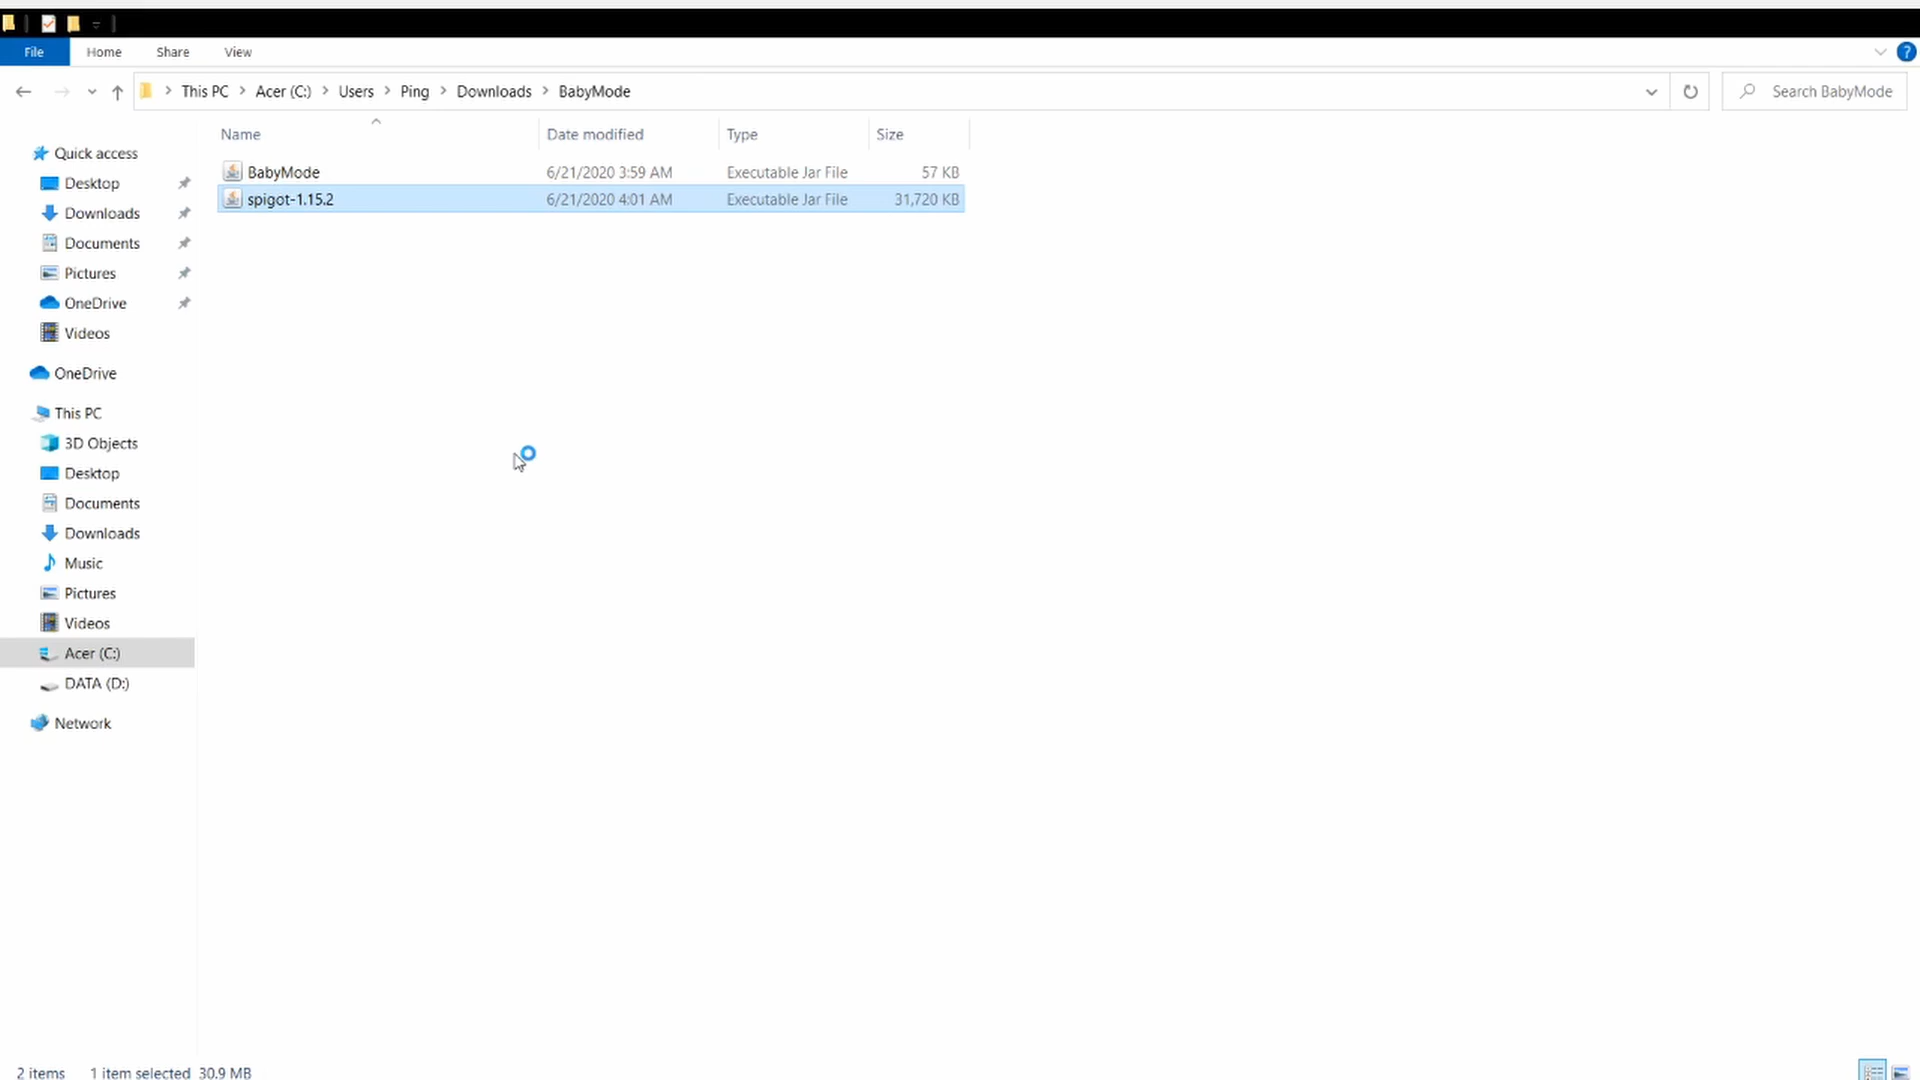 File Home Share View ?
This PC Acer (C:) Users Ping Downloads BabyMode Search BabyMode
Name Date modified Type Size
BabyMode 6/21/2020 3:59 AM Executable Jar File 57 KB
spigot-1.15.2 6/21/2020 4:01 AM Executable Jar File 31,720 KB
Quick access
Desktop
Downloads
Documents
Pictures
OneDrive
Videos
OneDrive
This PC
3D Objects
Desktop
Documents
Downloads
Music
Pictures
Videos
Acer (C:)
DATA (D:)
Network
2 items 1 item selected 30.9 MB